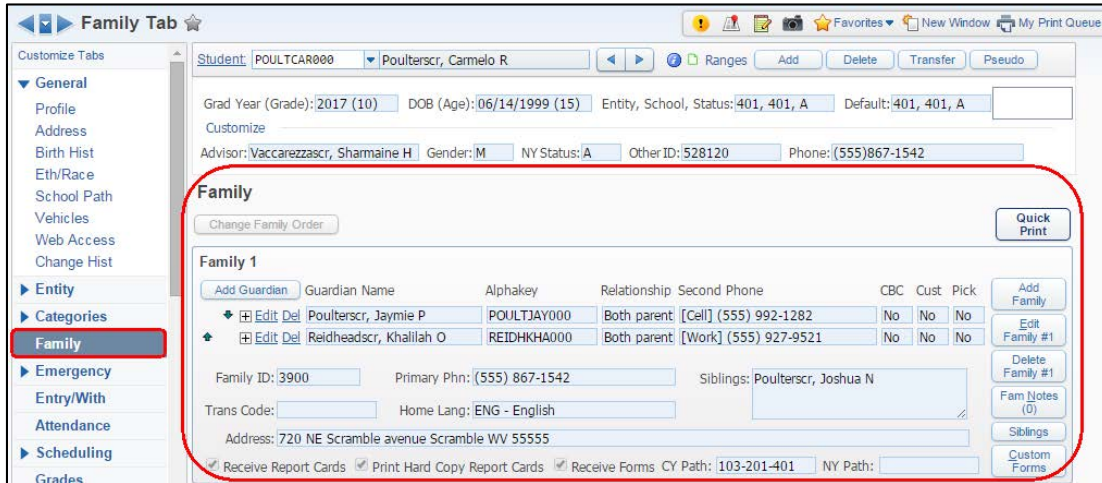 Family Tab
Favorites New Window My Print Queue
Customize Tabs
General
Profile
Address
Birth Hist
Eth/Race
School Path
Vehicles
Web Access
Change Hist
Entity
Categories
Family
Emergency
Entry/With
Attendance
Scheduling
Grades
Student: POULTCAR000 Poulterscr, Carmelo R Ranges Add Delete Transfer Pseudo
Grad Year (Grade): 2017 (10) DOB (Age): 06/14/1999 (15) Entity, School, Status: 401, 401, A Default: 401, 401, A
Customize
Advisor: Vaccarezzascr, Sharmaine H Gender: M NY Status: A Other ID: 528120 Phone: (555)867-1542
Family
Change Family Order
Quick Print
Family 1
Add Guardian Guardian Name Alphakey Relationship Second Phone CBC Cust Pick
Edit Del Poulterscr, Jaymie P POULTJAY000 Both parent [Cell] (555) 992-1282 No No No
Edit Del Reidheadscr, Khalilah O REIDHKHA000 Both parent [Work] (555) 927-9521 No No No
Family ID: 3900 Primary Phn: (555) 867-1542 Siblings: Poulterscr, Joshua N
Trans Code: Home Lang: ENG - English
Address: 720 NE Scramble avenue Scramble WV 55555
Receive Report Cards Print Hard Copy Report Cards Receive Forms CY Path: 103-201-401 NY Path:
Add Family
Edit Family #1
Delete Family #1
Fam Notes (0)
Siblings
Custom Forms